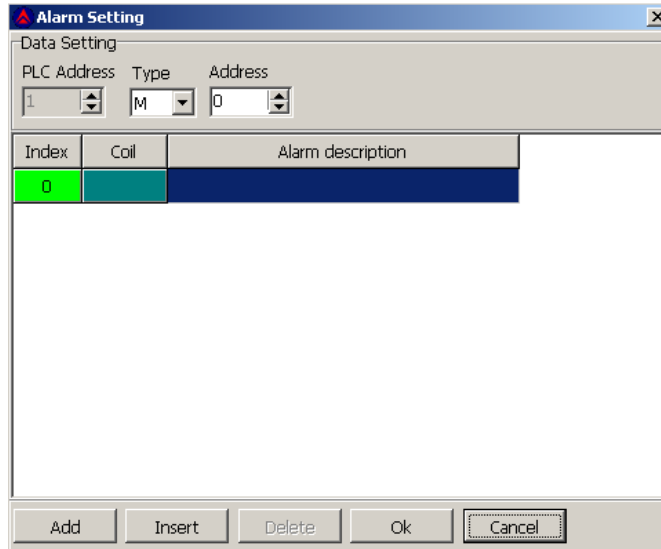 Alarm Setting
Data Setting
PLC Address Type Address
1 M 0
Index Coil Alarm description
0
Add Insert Delete Ok Cancel